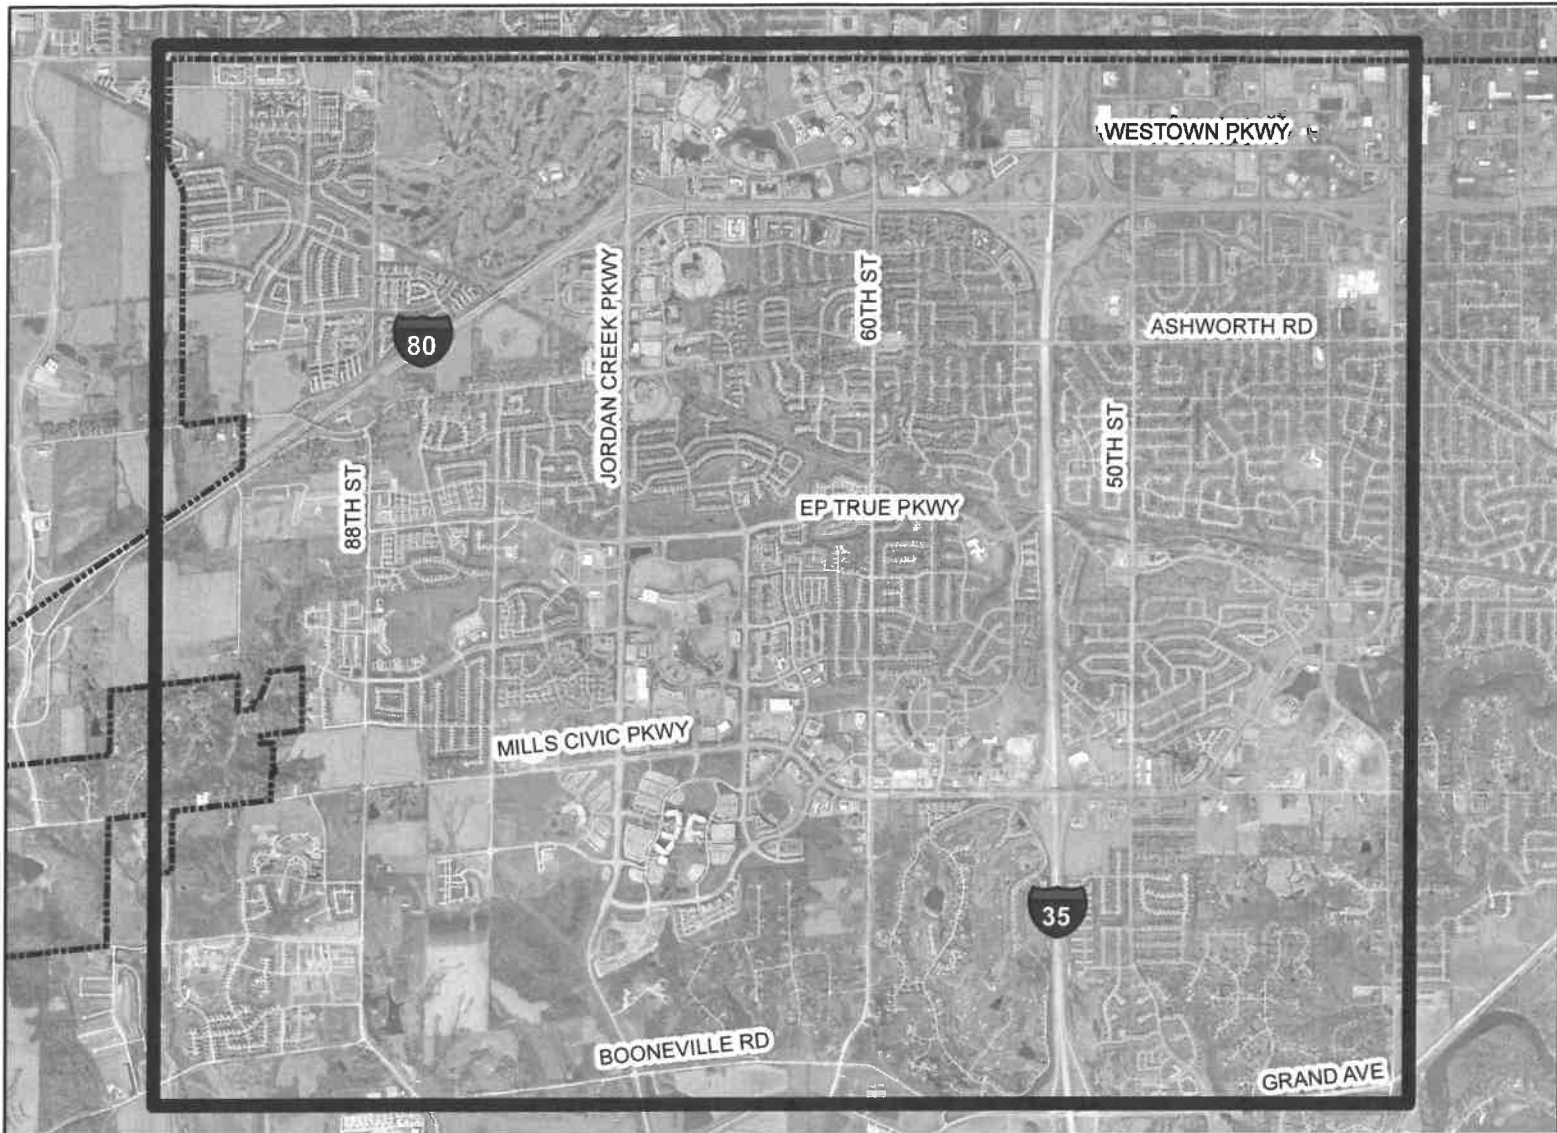 WESTOWN PKWY
JORDAN CREEK PKWY
60TH ST
ASHWORTH RD
80
50TH ST
88TH ST
EP TRUE PKWY
MILLS CIVIC PKWY
35
BOONEVILLE RD
GRAND AVE